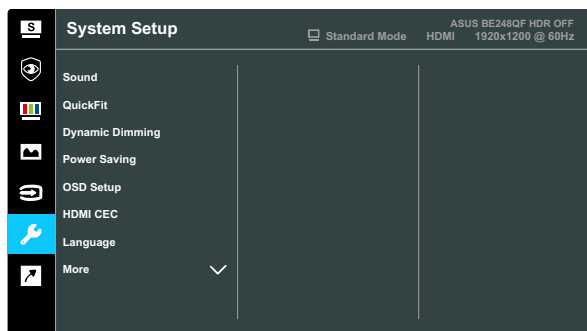 S
System Setup
ASUS BE248QF HDR OFF
Standard Mode HDMI 1920x1200 @ 60Hz
Sound
QuickFit
Dynamic Dimming
Power Saving
OSD Setup
HDMI CEC
Language
More